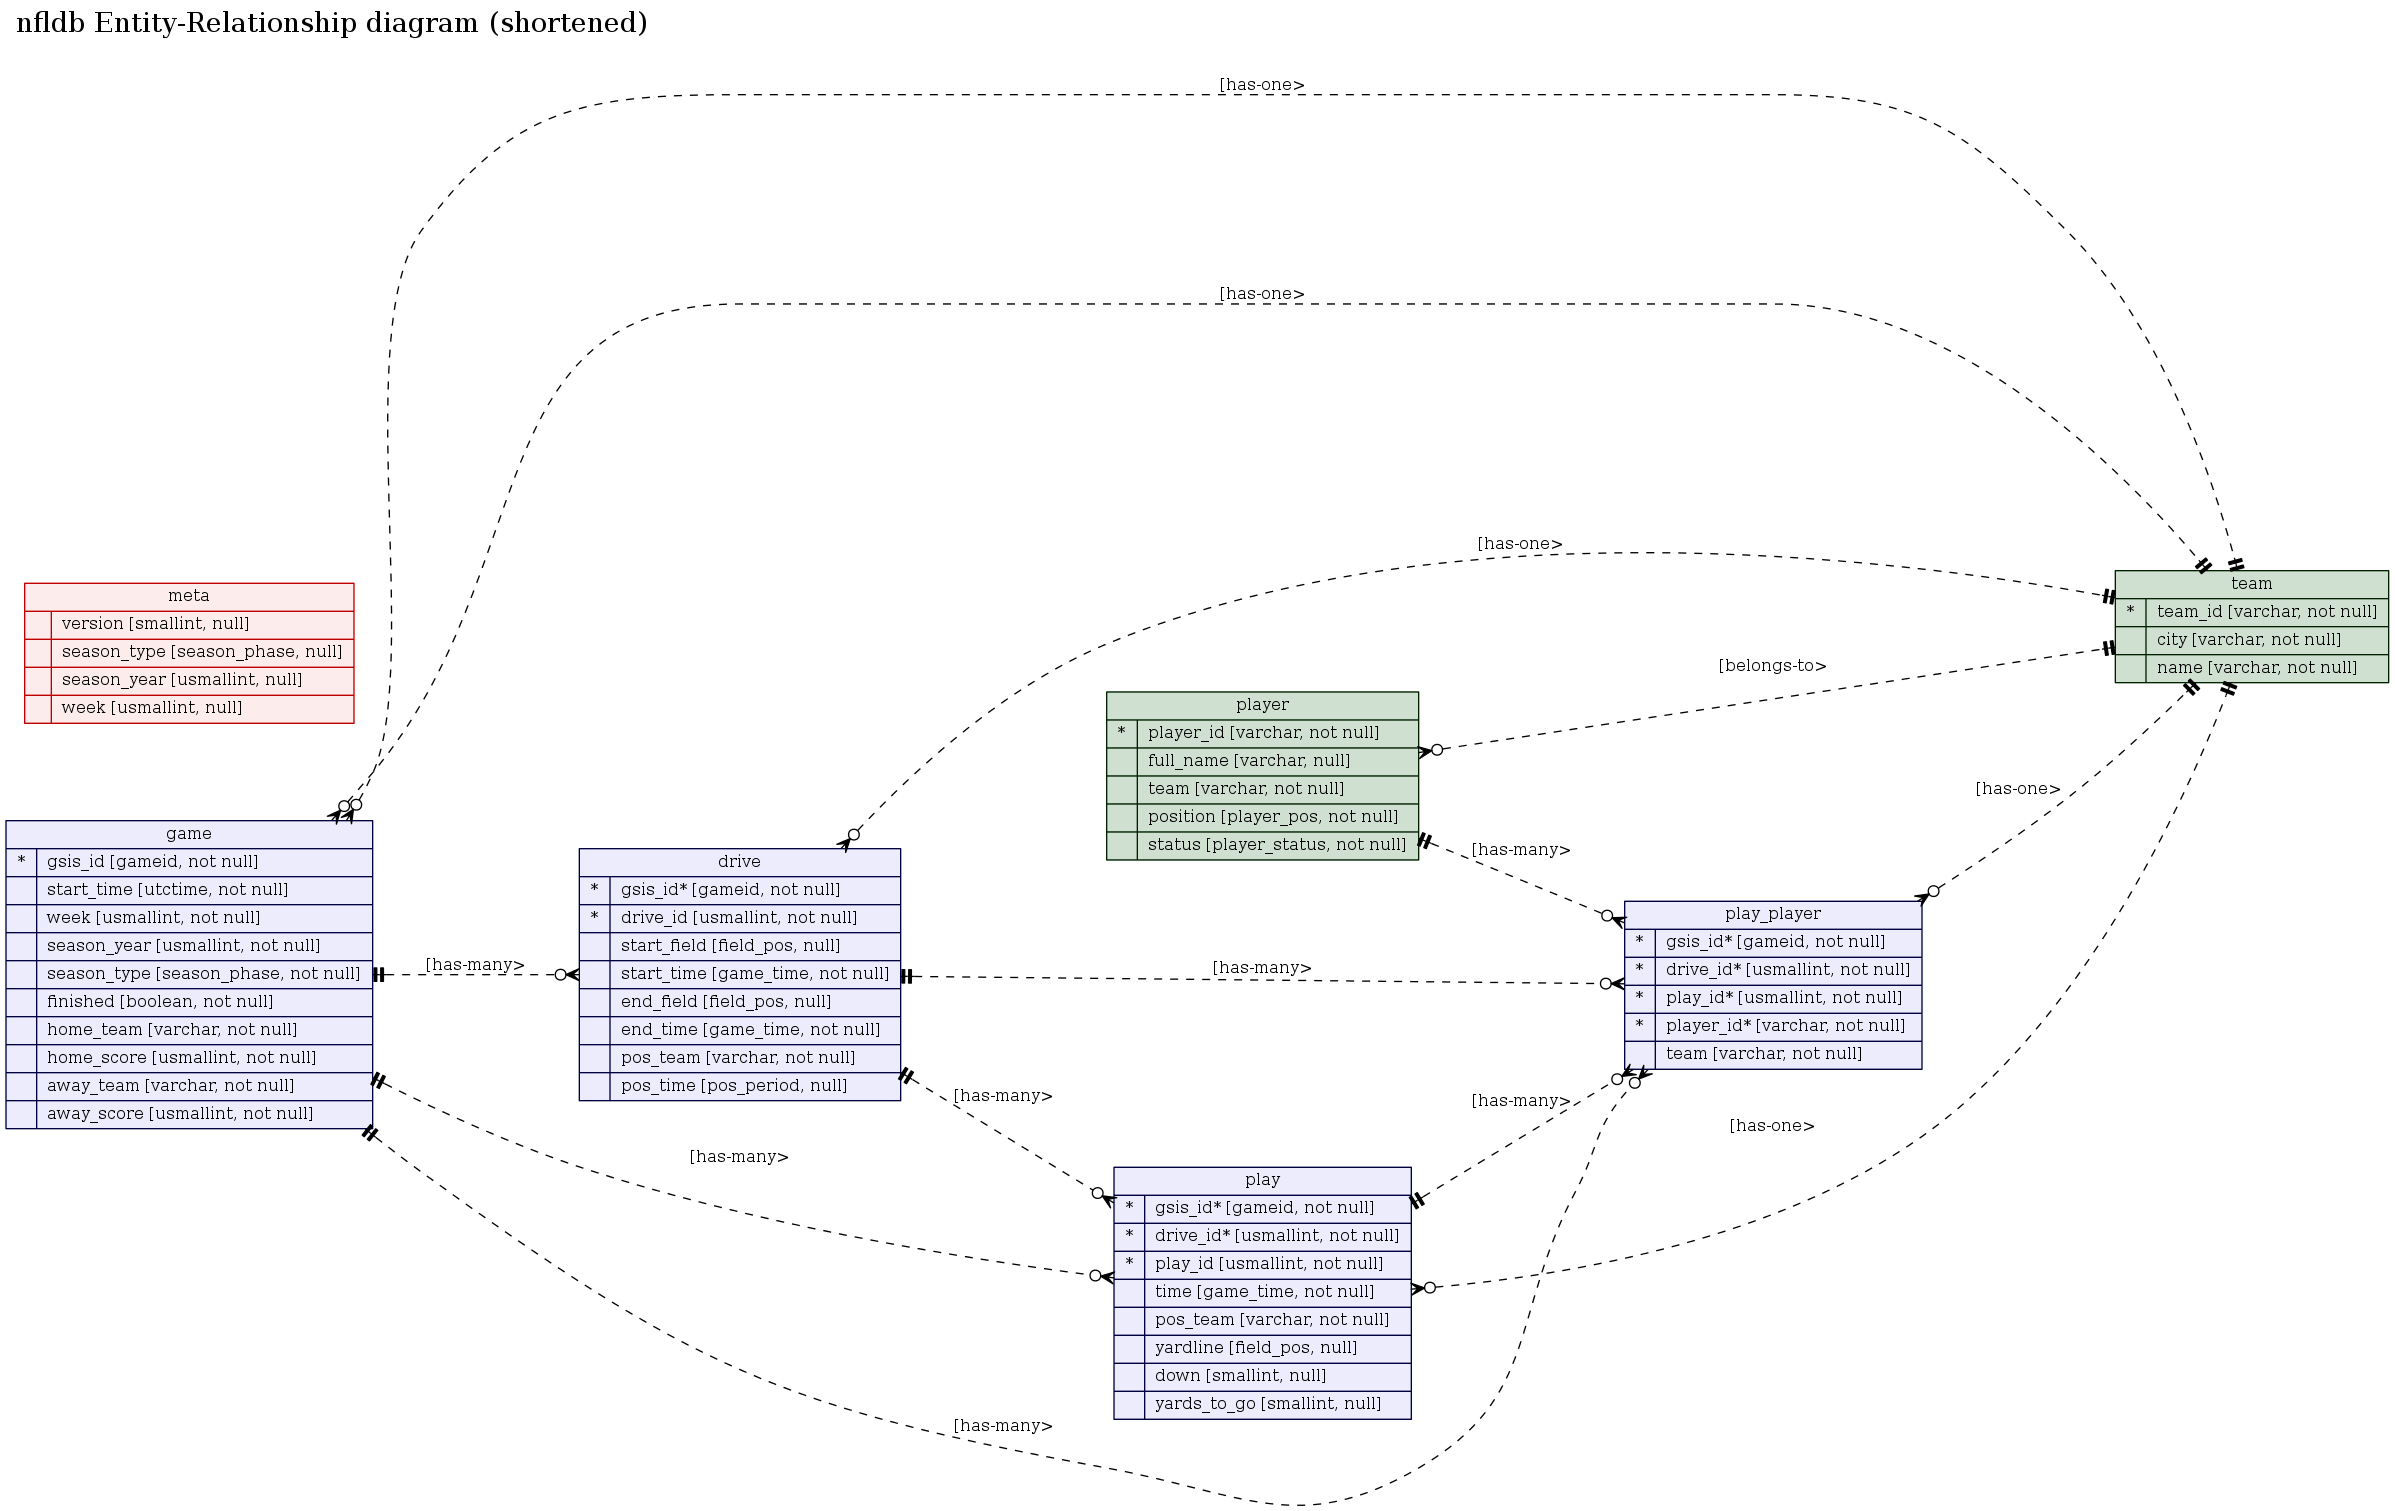 nfldb Entity-Relationship diagram (shortened)
[has-one>
[has-one>
[has-one>
[belongs-to>
[has-one>
[has-many>
[has-many>
[has-many>
[has-many>
[has-many>
[has-one>
[has-many>
[has-many>
meta
version [smallint, null]
season_type [season_phase, null]
season_year [usmallint, null]
week [usmallint, null]
team
* team_id [varchar, not null]
city [varchar, not null]
name [varchar, not null]
player
* player_id [varchar, not null]
full_name [varchar, null]
team [varchar, not null]
position [player_pos, not null]
status [player_status, not null]
game
* gsis_id [gameid, not null]
start_time [utctime, not null]
week [usmallint, not null]
season_year [usmallint, not null]
season_type [season_phase, not null]
finished [boolean, not null]
home_team [varchar, not null]
home_score [usmallint, not null]
away_team [varchar, not null]
away_score [usmallint, not null]
drive
* gsis_id* [gameid, not null]
* drive_id [usmallint, not null]
start_field [field_pos, null]
start_time [game_time, not null]
end_field [field_pos, null]
end_time [game_time, not null]
pos_team [varchar, not null]
pos_time [pos_period, null]
play_player
* gsis_id* [gameid, not null]
* drive_id* [usmallint, not null]
* play_id* [usmallint, not null]
* player_id* [varchar, not null]
team [varchar, not null]
play
* gsis_id* [gameid, not null]
* drive_id* [usmallint, not null]
* play_id [usmallint, not null]
time [game_time, not null]
pos_team [varchar, not null]
yardline [field_pos, null]
down [smallint, null]
yards_to_go [smallint, null]